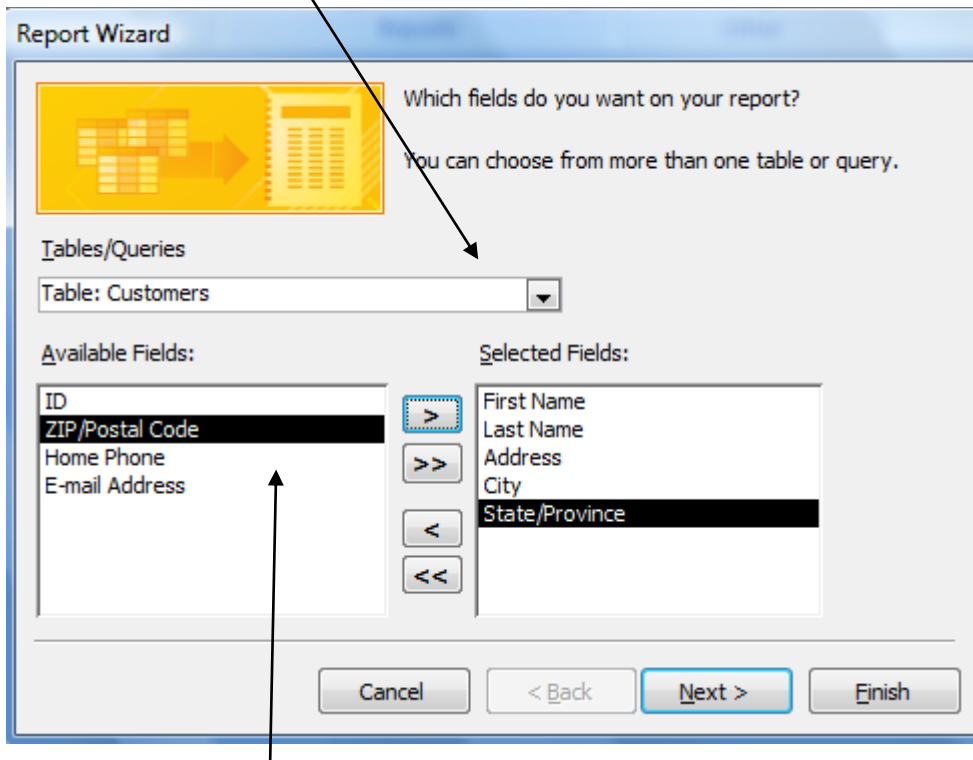 Report Wizard
Which fields do you want on your report?
You can choose from more than one table or query.
Tables/Queries
Table: Customers
Available Fields:
Selected Fields:
ID
ZIP/Postal Code
Home Phone
E-mail Address
>
>>
<
<<
First Name
Last Name
Address
City
State/Province
Cancel
< Back
Next >
Finish